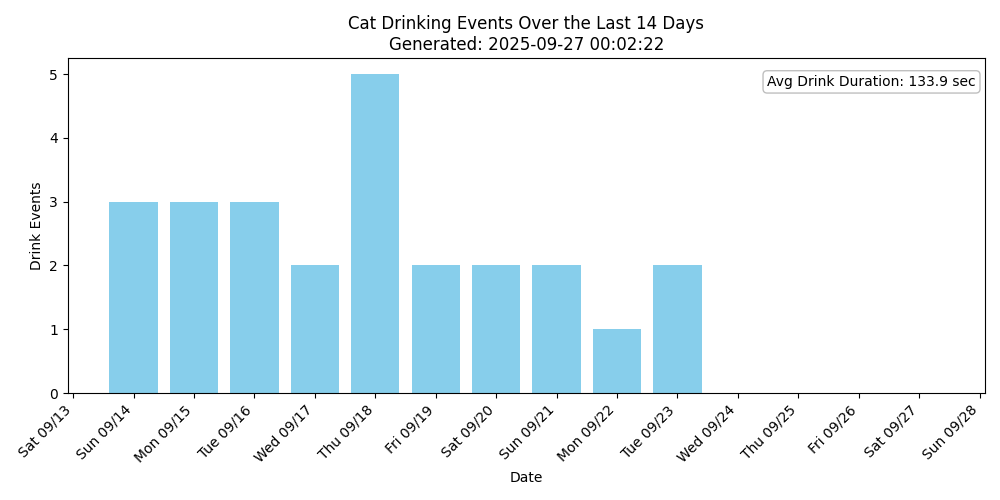 Cat Drinking Events Over the Last 14 Days
Generated: 2025-09-27 00:02:22
Avg Drink Duration: 133.9 sec
Drink Events
5
4
3
2
1
0
Sat 09/13
Sun 09/14
Mon 09/15
Tue 09/16
Wed 09/17
Thu 09/18
Fri 09/19
Sat 09/20
Sun 09/21
Mon 09/22
Tue 09/23
Wed 09/24
Thu 09/25
Fri 09/26
Sat 09/27
Sun 09/28
Date